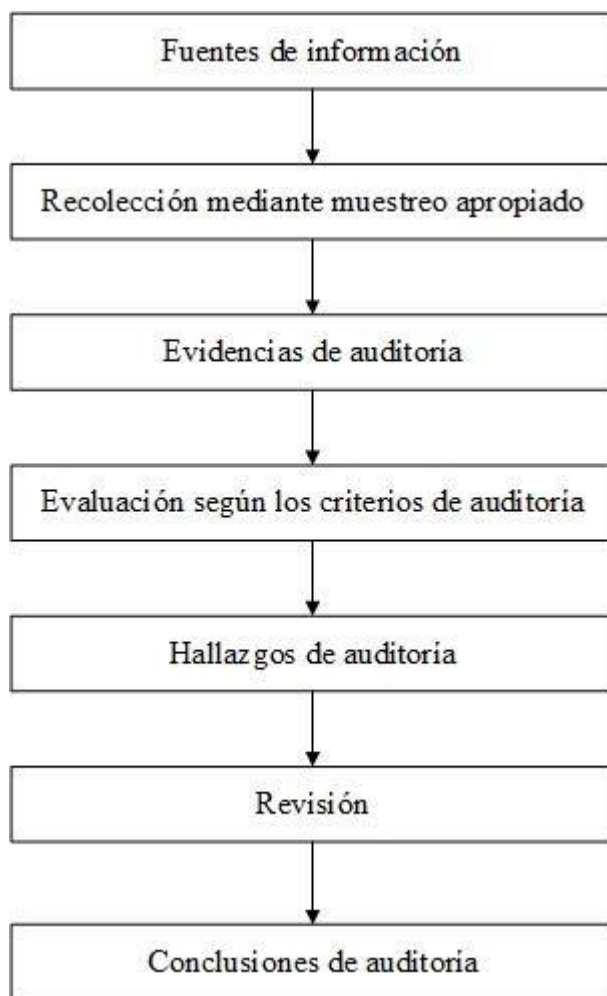 Fuentes de información
Recolección mediante muestreo apropiado
Evidencias de auditoria
Evaluación según los criterios de auditoria
Hallazgos de auditoria
Revisión
Conclusiones de auditoria